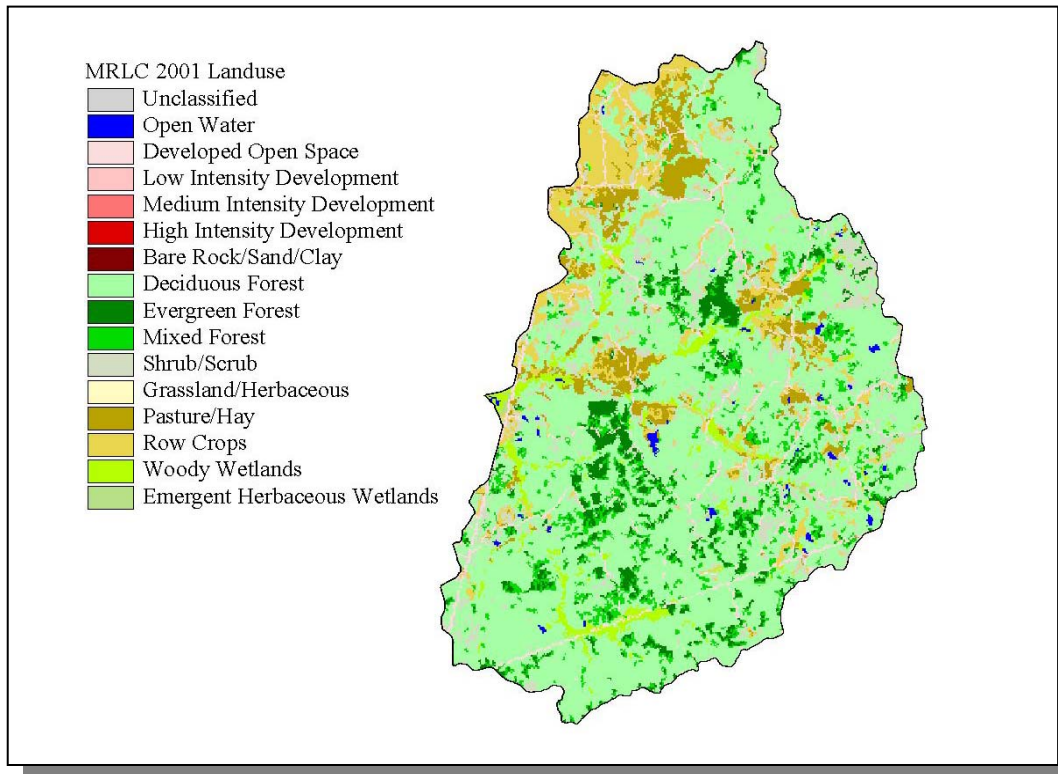 MRLC 2001 Landuse
Unclassified
Open Water
Developed Open Space
Low Intensity Development
Medium Intensity Development
High Intensity Development
Bare Rock/Sand/Clay
Deciduous Forest
Evergreen Forest
Mixed Forest
Shrub/Scrub
Grassland/Herbaceous
Pasture/Hay
Row Crops
Woody Wetlands
Emergent Herbaceous Wetlands